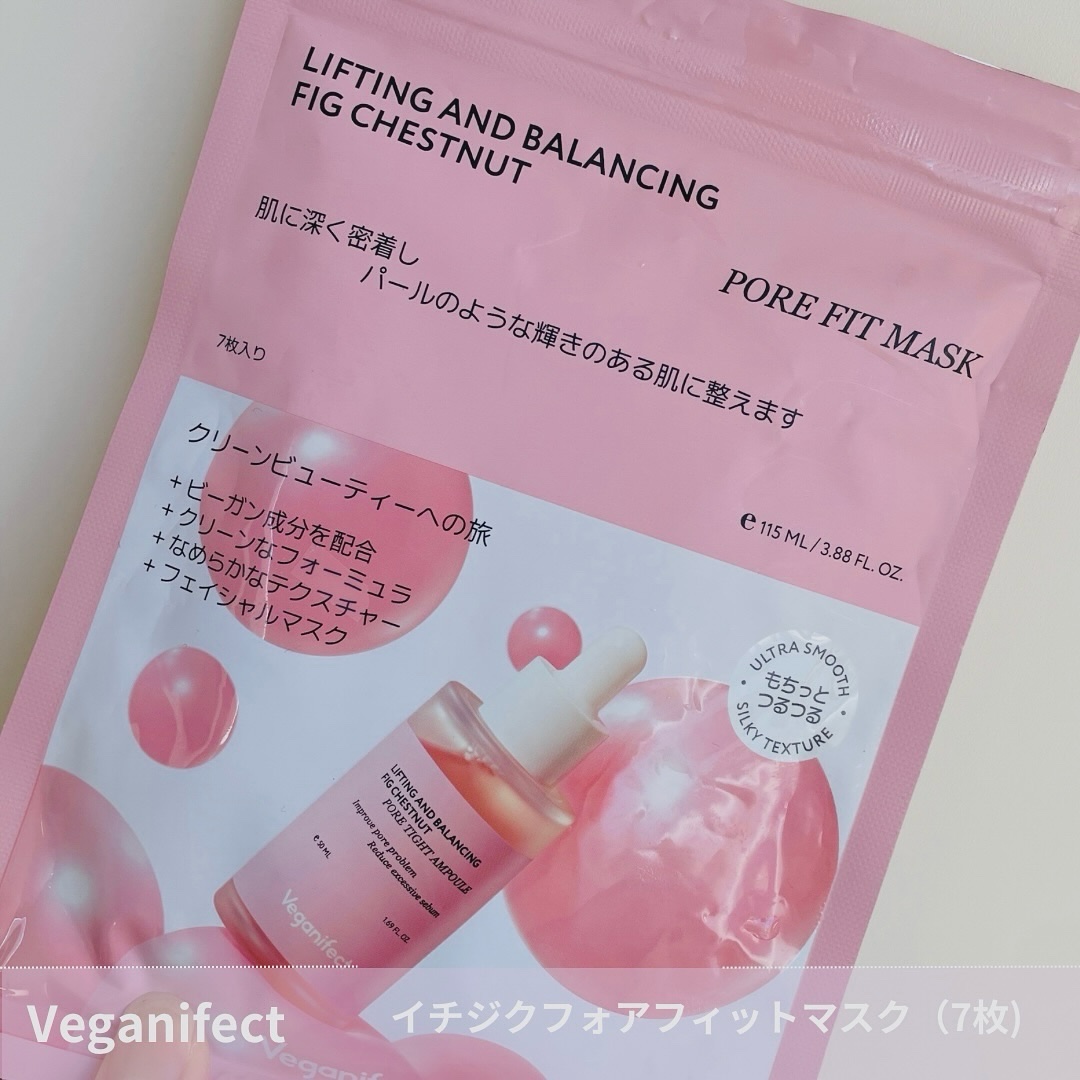 LIFTING AND BALANCING
FIG CHESTNUT
肌に深く密着し
パールのような輝きのある肌に整えます
PORE FIT MASK
7枚入り
クリーンビューティーへの旅
+ビーガン成分を配合
+クリーンなフォーミュラ
+なめらかなテクスチャー
+フェイシャルマスク
e 115 ML/3.88 FL. OZ.
ULTRA SMOOTH
もちっと
つるつる
SILKY TEXTURE
LIFTING AND BALANCING
FIG CHESTNUT
PORE TIGHT AMPOULE
Improve pore problem
Reduce excessive sebum
e 50 ML
1.69 FL. OZ.
Veganifect
Veganifect
イチジクフォアフィットマスク（7枚)
Veganif